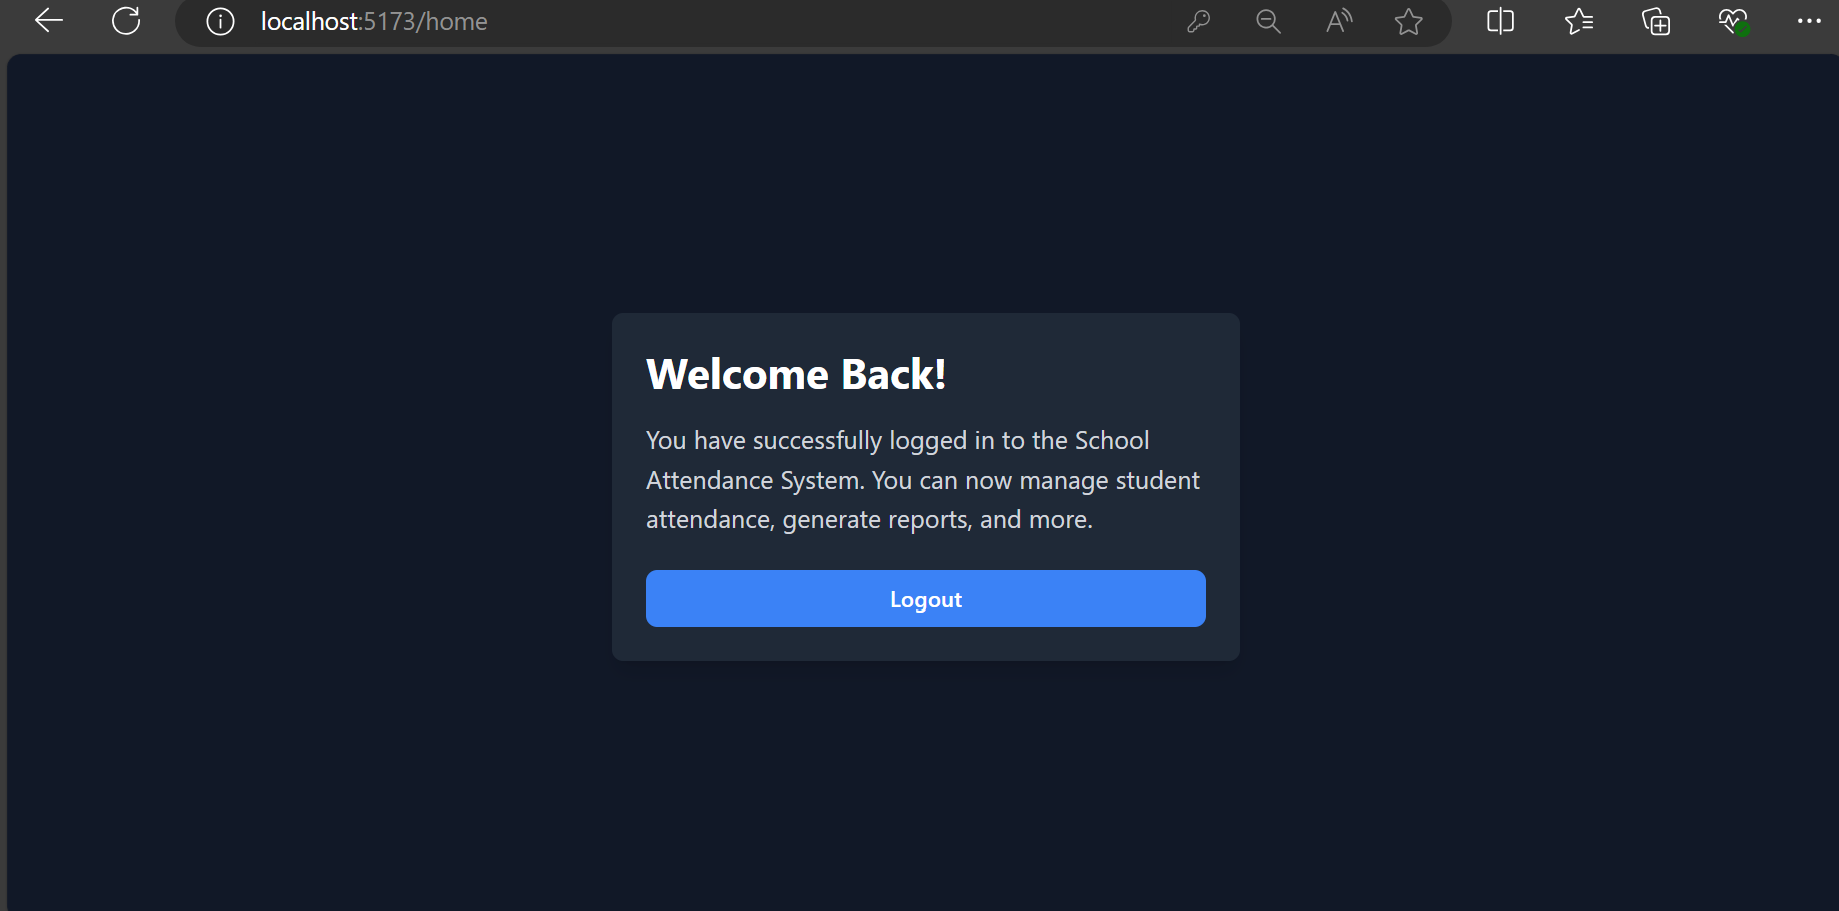 localhost:5173/home
Welcome Back!
You have successfully logged in to the School
Attendance System. You can now manage student
attendance, generate reports, and more.
Logout